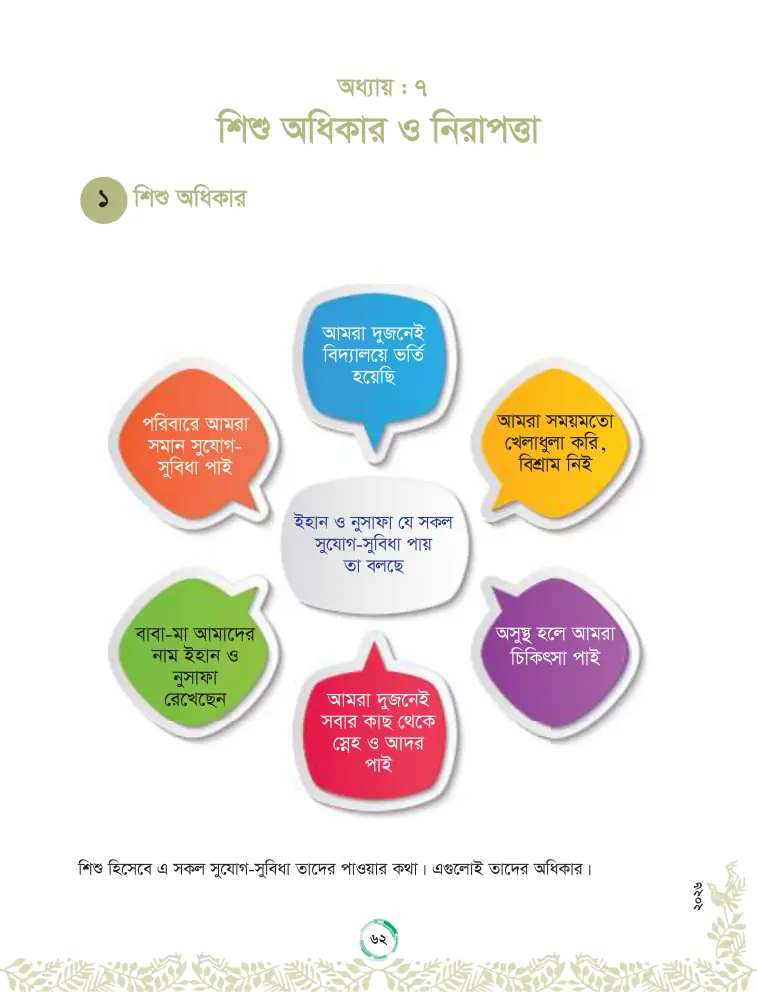 অধ্যায় : ৭
শিশু অধিকার ও নিরাপত্তা
১ শিশু অধিকার
আমরা দুজনেই
বিদ্যালয়ে ভর্তি
হয়েছি
পরিবারে আমরা
সমান সুযোগ-
সুবিধা পাই
আমরা সময়মতো
খেলাধুলা করি,
বিশ্রাম নিই
ইহান ও নুসাফা যে সকল
সুযোগ-সুবিধা পায়
তা বলছে
বাবা-মা আমাদের
নাম ইহান ও
নুসাফা
রেখেছেন
অসুস্থ হলে আমরা
চিকিৎসা পাই
আমরা দুজনেই
সবার কাছ থেকে
স্নেহ ও আদর
পাই
শিশু হিসেবে এ সকল সুযোগ-সুবিধা তাদের পাওয়ার কথা। এগুলোই তাদের অধিকার।
২০২৬
৬২